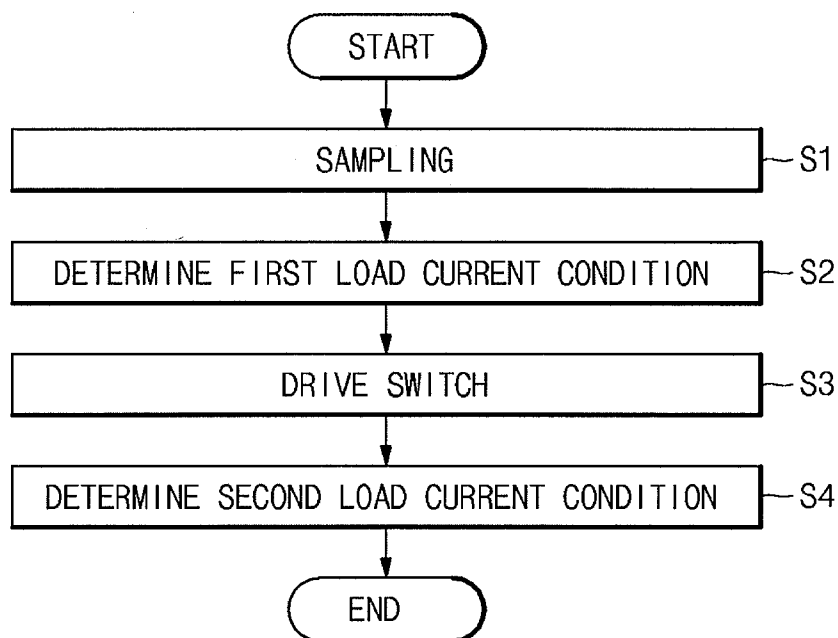 START
SAMPLING
S1
DETERMINE FIRST LOAD CURRENT CONDITION
S2
DRIVE SWITCH
S3
DETERMINE SECOND LOAD CURRENT CONDITION
S4
END